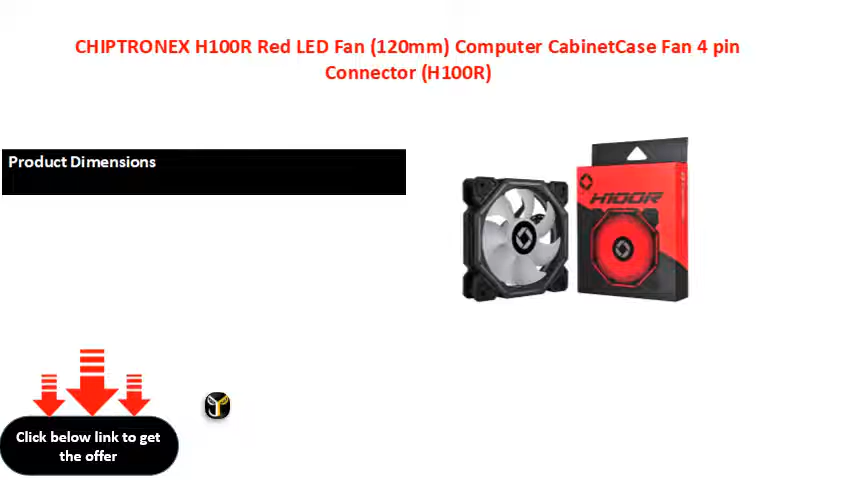 CHIPTRONEX H100R Red LED Fan (120mm) Computer CabinetCase Fan 4 pin
Connector (H100R)
Product Dimensions
H100R
Click below link to get
the offer